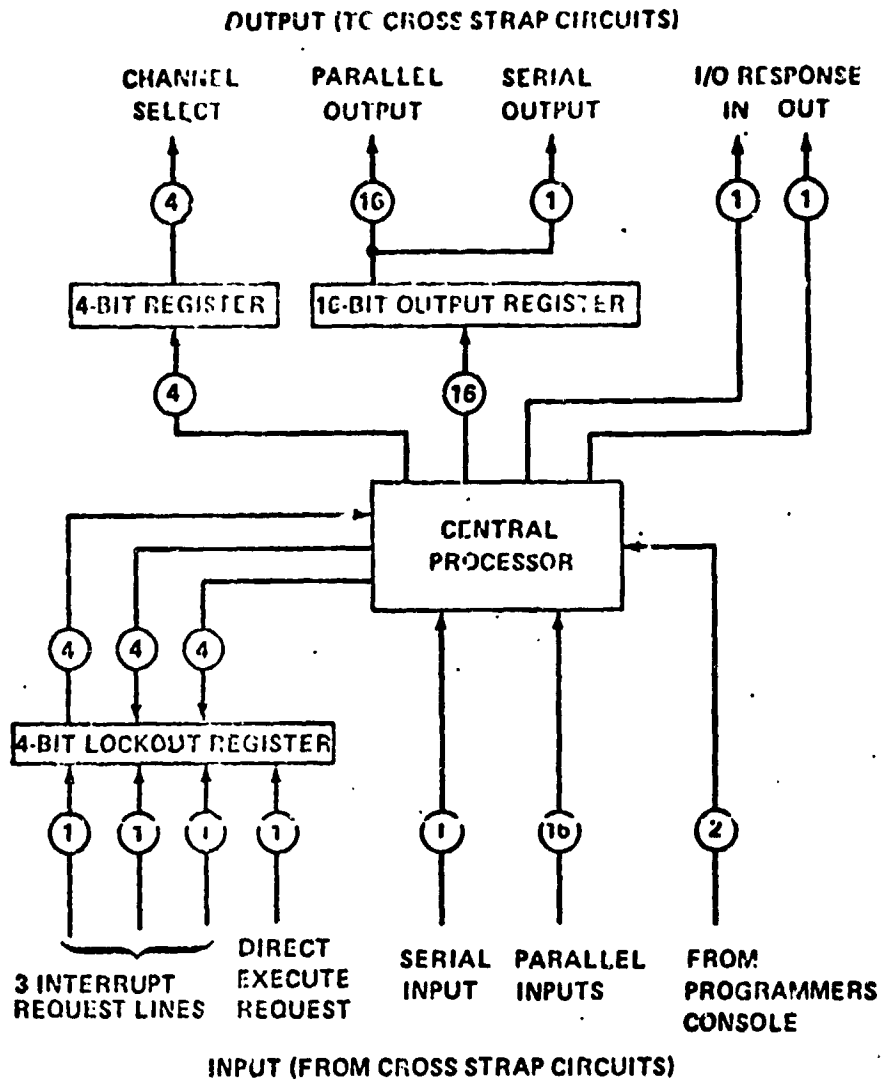 OUTPUT (TO CROSS STRAP CIRCUITS)
CHANNEL
SELECT
PARALLEL
OUTPUT
SERIAL
OUTPUT
I/O RESPONSE
IN OUT
4
16
1
1
1
4-BIT REGISTER
16-BIT OUTPUT REGISTER
4
16
CENTRAL
PROCESSOR
4
4
4
4-BIT LOCKOUT REGISTER
1
1
1
1
1
16
2
3 INTERRUPT
REQUEST LINES
DIRECT
EXECUTE
REQUEST
SERIAL
INPUT
PARALLEL
INPUTS
FROM
PROGRAMMERS
CONSOLE
INPUT (FROM CROSS STRAP CIRCUITS)